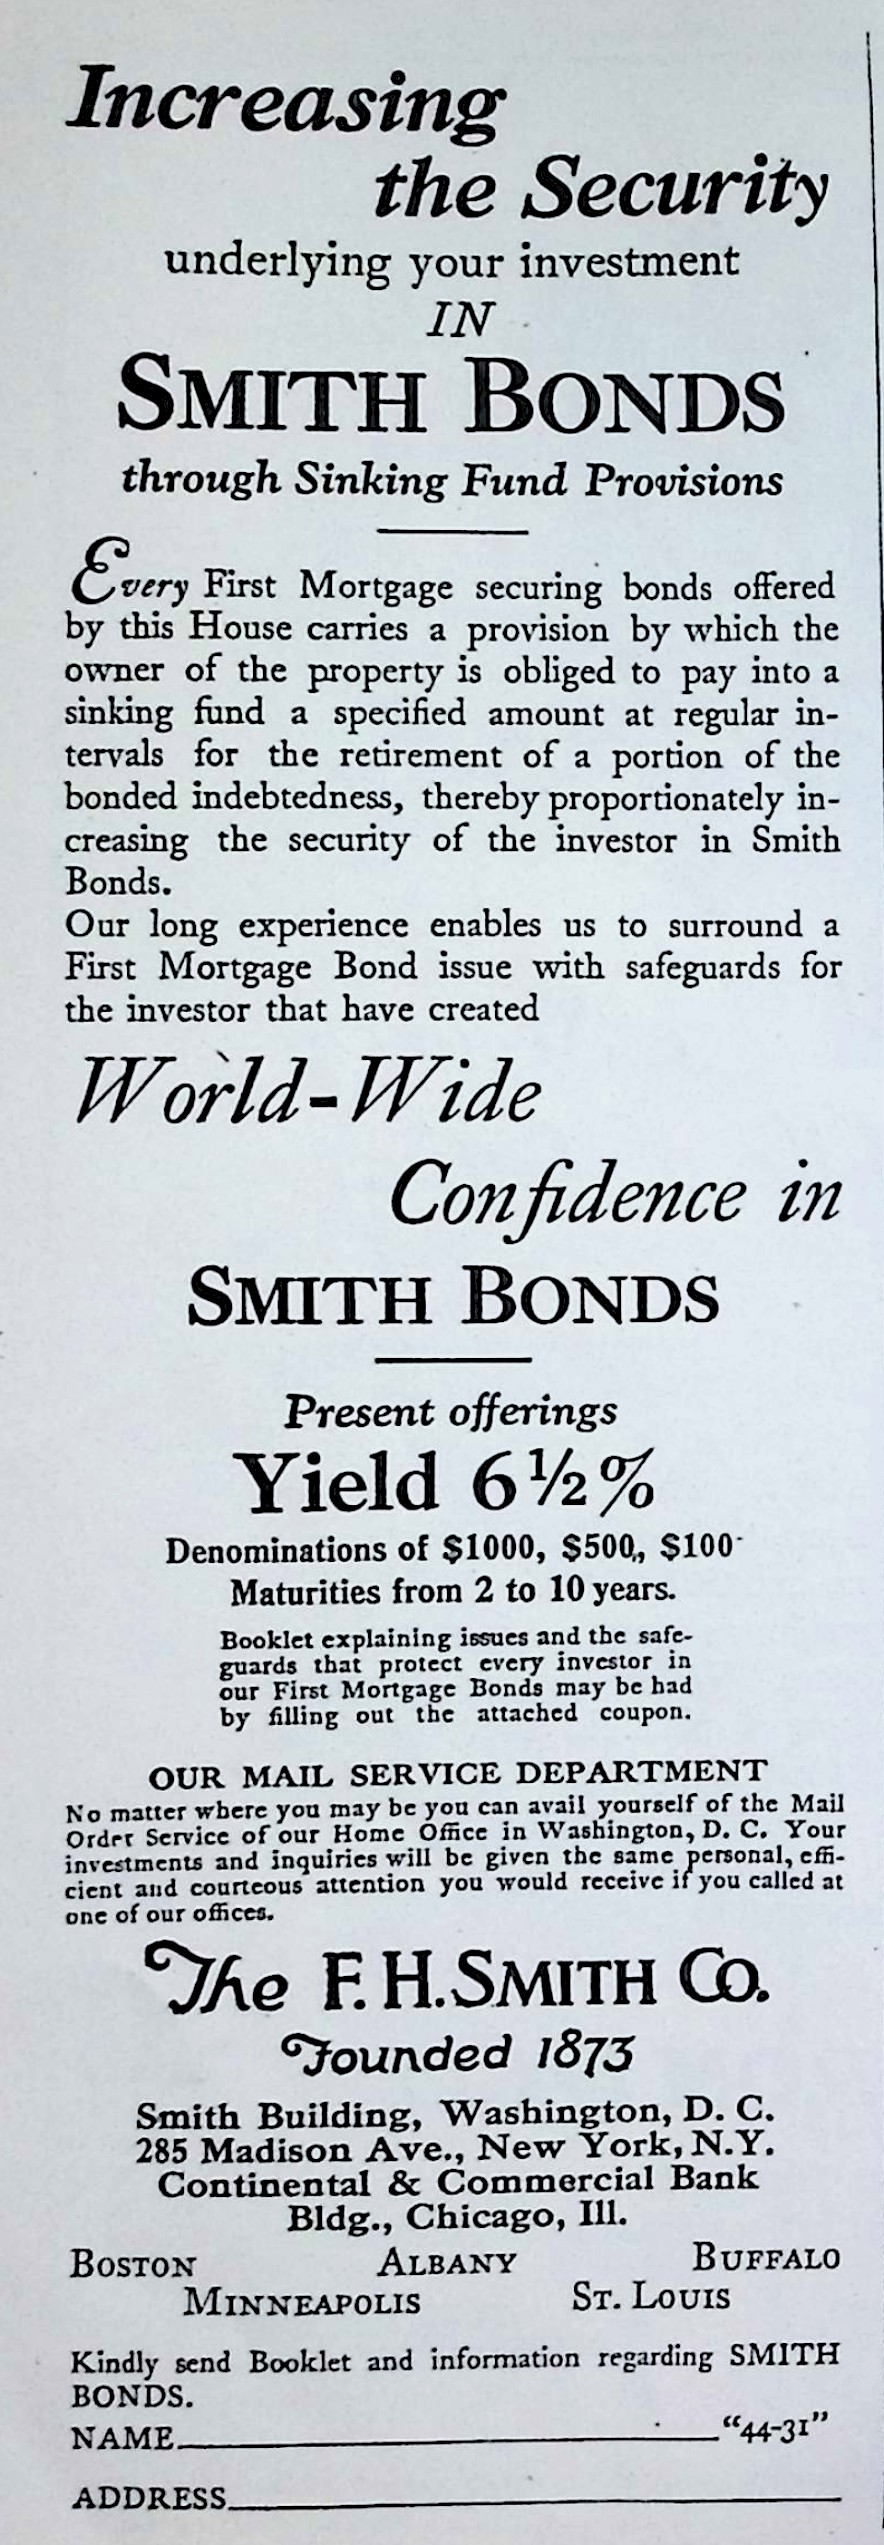 Increasing
the Security
underlying your investment
IN
SMITH BONDS
through Sinking Fund Provisions
Every First Mortgage securing bonds offered
by this House carries a provision by which the
owner of the property is obliged to pay into a
sinking fund a specified amount at regular in-
tervals for the retirement of a portion of the
bonded indebtedness, thereby proportionately in-
creasing the security of the investor in Smith
Bonds.
Our long experience enables us to surround a
First Mortgage Bond issue with safeguards for
the investor that have created
World-Wide
Confidence in
SMITH BONDS
Present offerings
Yield 6½%
Denominations of $1000, $500, $100
Maturities from 2 to 10 years.
Booklet explaining issues and the safe-
guards that protect every investor in
our First Mortgage Bonds may be had
by filling out the attached coupon.
OUR MAIL SERVICE DEPARTMENT
No matter where you may be you can avail yourself of the Mail
Order Service of our Home Office in Washington, D. C. Your
investments and inquiries will be given the same personal, effi-
cient and courteous attention you would receive if you called at
one of our offices.
The F. H. SMITH CO.
Founded 1873
Smith Building, Washington, D. C.
285 Madison Ave., New York, N.Y.
Continental & Commercial Bank
Bldg., Chicago, Ill.
BOSTON ALBANY BUFFALO
MINNEAPOLIS ST. LOUIS
Kindly send Booklet and information regarding SMITH
BONDS.
NAME "44-31"
ADDRESS